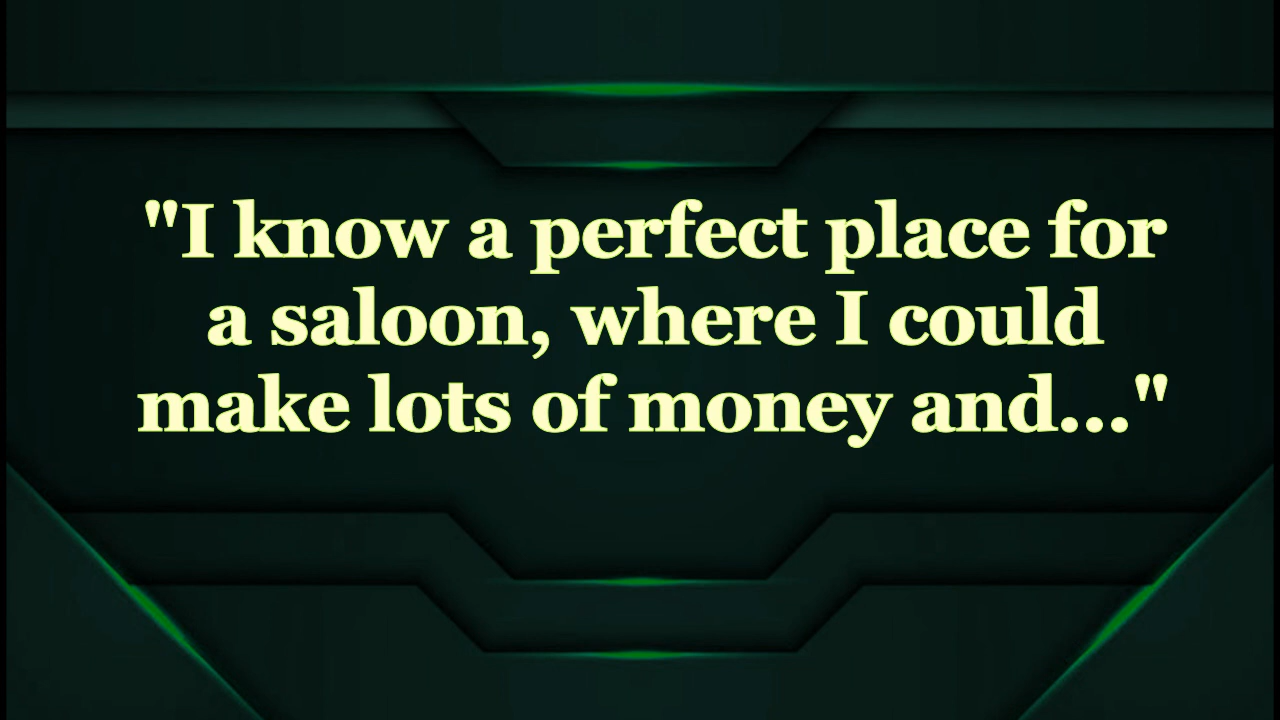 "I know a perfect place for
a saloon, where I could
make lots of money and..."